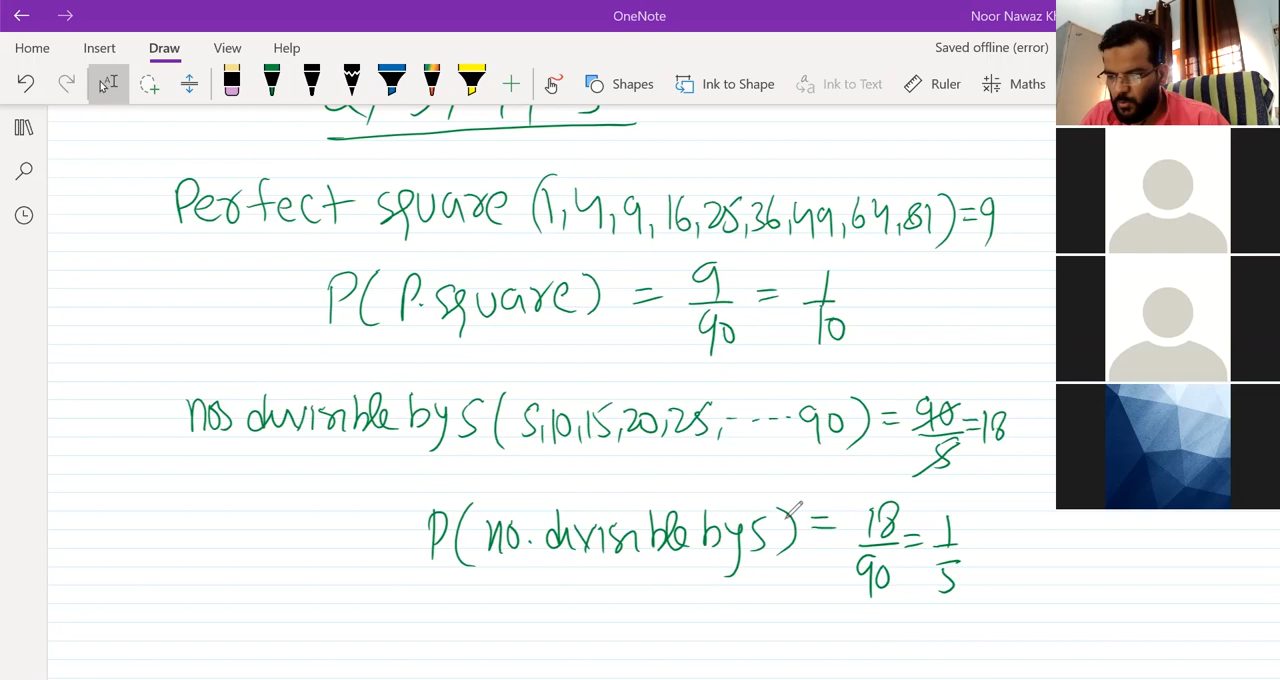 OneNote
Noor Nawaz Kh
Home Insert Draw View Help
Saved offline (error)
Shapes Ink to Shape Ink to Text Ruler Maths
Perfect square (1,4,9,16,25,36,49,64,81)=9
P(P.square) = 9/90 = 1/10
nos divisible by 5(5,10,15,20,25,----90) = 90/5=18
P(no.divisible by 5) = 18/90 = 1/5